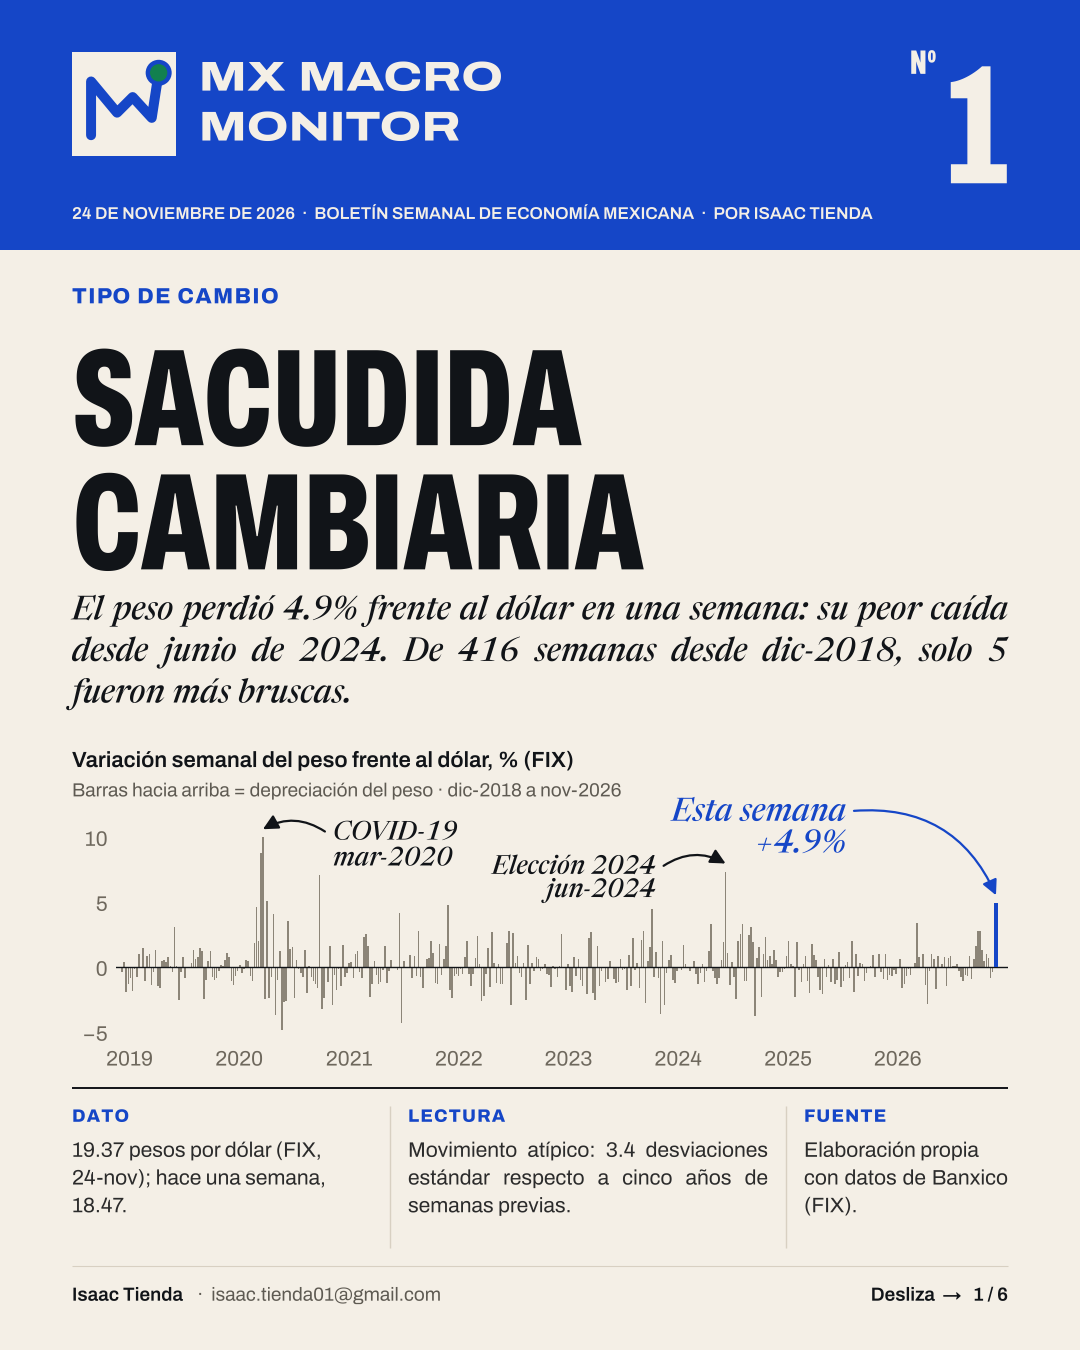 MX MACRO
MONITOR
Nº 1
24 DE NOVIEMBRE DE 2026 · BOLETÍN SEMANAL DE ECONOMÍA MEXICANA · POR ISAAC TIENDA
TIPO DE CAMBIO
SACUDIDA
CAMBIARIA
El peso perdió 4.9% frente al dólar en una semana: su peor caída
desde junio de 2024. De 416 semanas desde dic-2018, solo 5
fueron más bruscas.
Variación semanal del peso frente al dólar, % (FIX)
Barras hacia arriba = depreciación del peso · dic-2018 a nov-2026
Esta semana
+4.9%
COVID-19
mar-2020
Elección 2024
jun-2024
10
5
0
−5
2019 2020 2021 2022 2023 2024 2025 2026
DATO
19.37 pesos por dólar (FIX,
24-nov); hace una semana,
18.47.
LECTURA
Movimiento atípico: 3.4 desviaciones
estándar respecto a cinco años de
semanas previas.
FUENTE
Elaboración propia
con datos de Banxico
(FIX).
Isaac Tienda · isaac.tienda01@gmail.com
Desliza → 1 / 6